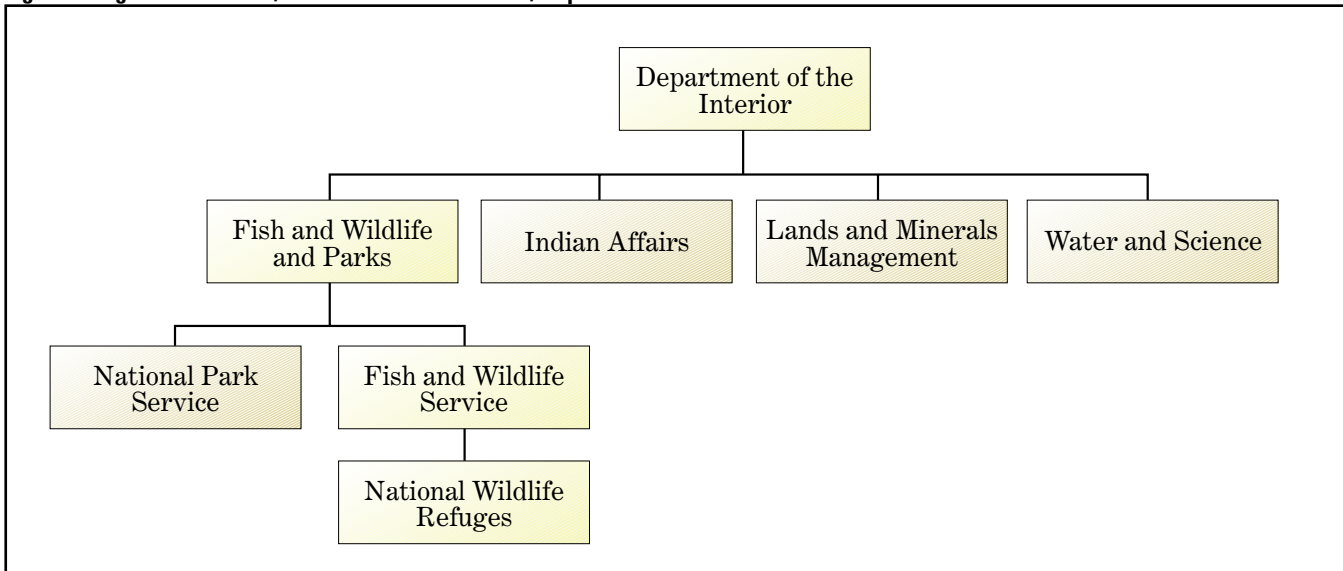 Department of the
Interior
Fish and Wildlife
and Parks
Indian Affairs
Lands and Minerals
Management
Water and Science
National Park
Service
Fish and Wildlife
Service
National Wildlife
Refuges